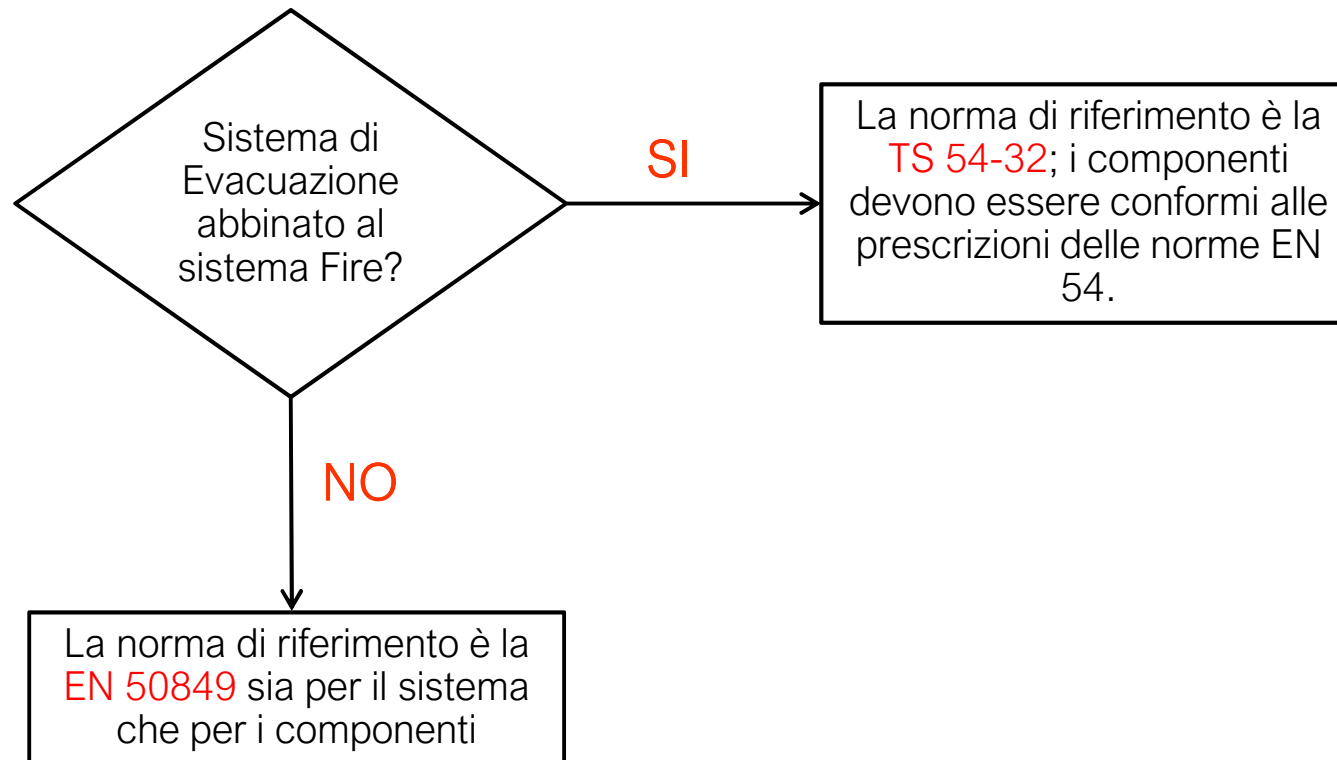 Sistema di
Evacuazione
abbinato al
sistema Fire?
SI
La norma di riferimento è la
TS 54-32; i componenti
devono essere conformi alle
prescrizioni delle norme EN
54.
NO
La norma di riferimento è la
EN 50849 sia per il sistema
che per i componenti